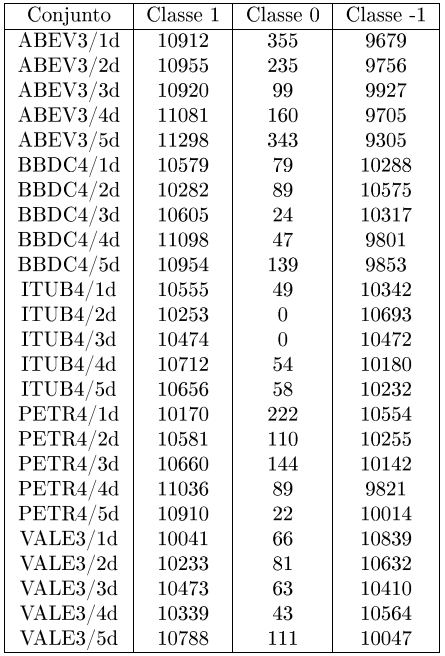 Conjunto Classe 1 Classe 0 Classe -1
ABEV3/1d 10912 355 9679
ABEV3/2d 10955 235 9756
ABEV3/3d 10920 99 9927
ABEV3/4d 11081 160 9705
ABEV3/5d 11298 343 9305
BBDC4/1d 10579 79 10288
BBDC4/2d 10282 89 10575
BBDC4/3d 10605 24 10317
BBDC4/4d 11098 47 9801
BBDC4/5d 10954 139 9853
ITUB4/1d 10555 49 10342
ITUB4/2d 10253 0 10693
ITUB4/3d 10474 0 10472
ITUB4/4d 10712 54 10180
ITUB4/5d 10656 58 10232
PETR4/1d 10170 222 10554
PETR4/2d 10581 110 10255
PETR4/3d 10660 144 10142
PETR4/4d 11036 89 9821
PETR4/5d 10910 22 10014
VALE3/1d 10041 66 10839
VALE3/2d 10233 81 10632
VALE3/3d 10473 63 10410
VALE3/4d 10339 43 10564
VALE3/5d 10788 111 10047